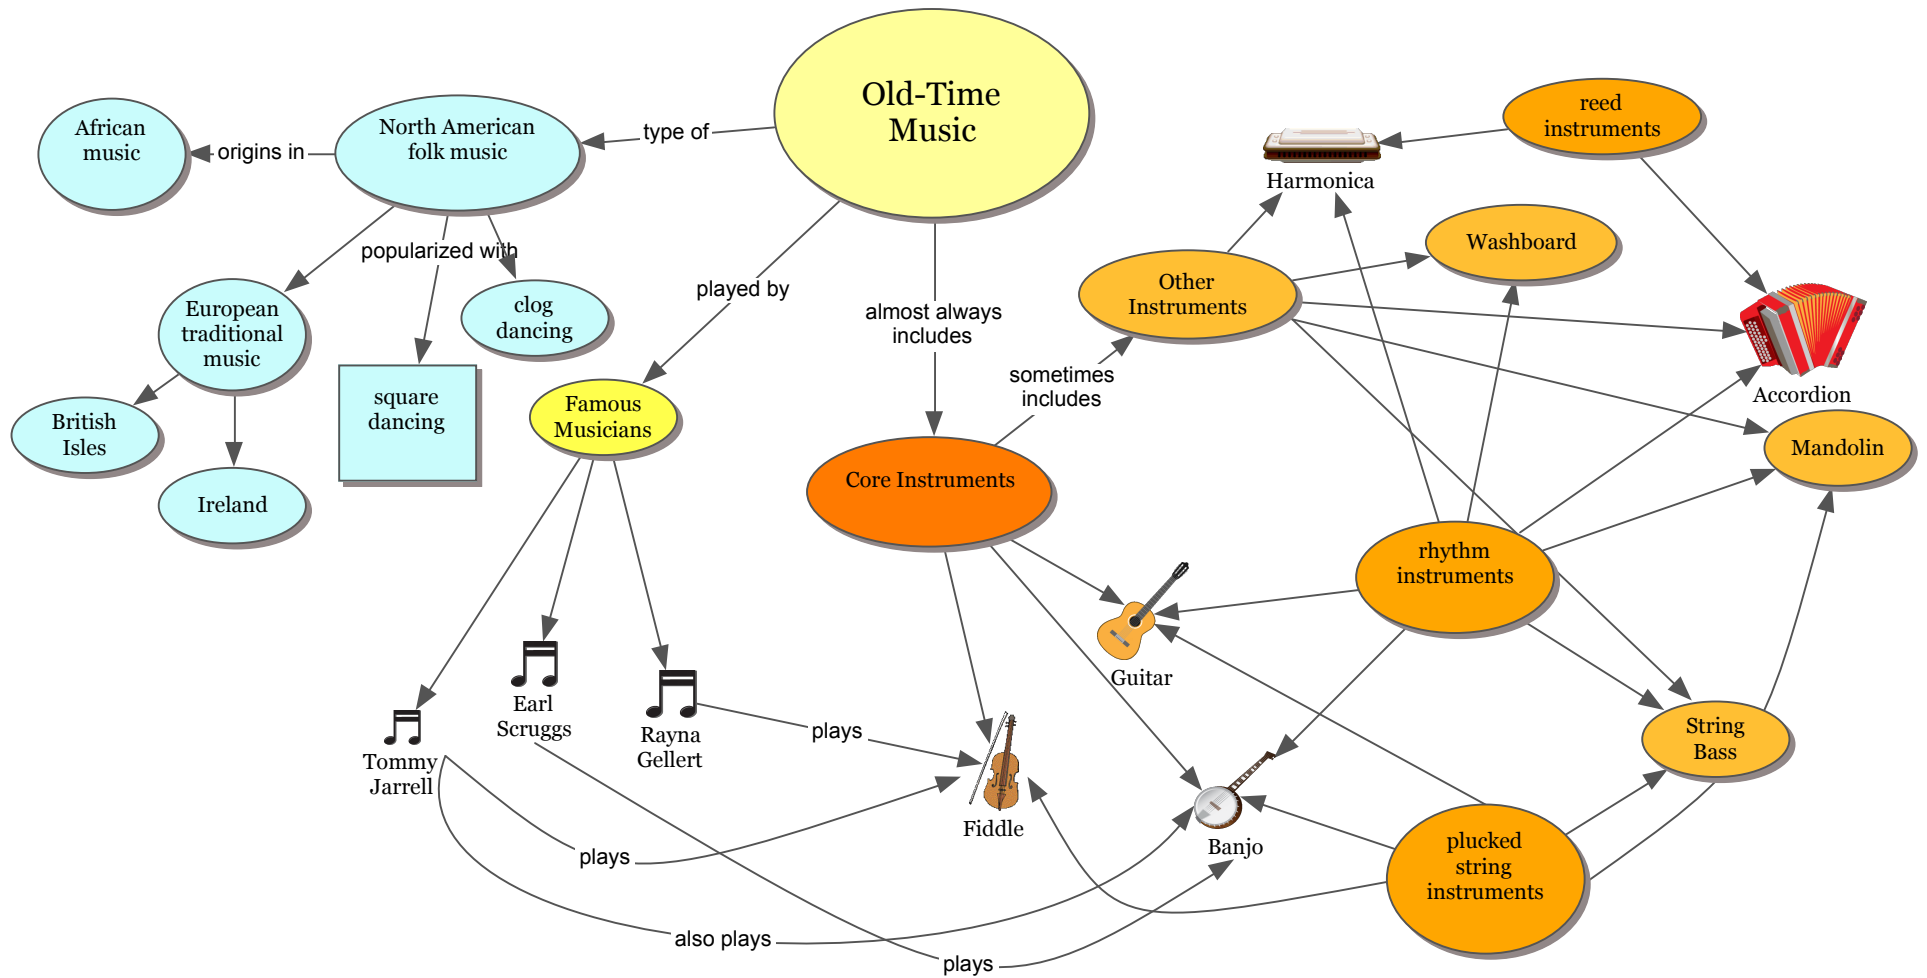 Old-Time
Music
type of
North American
folk music
origins in
African
music
popularized with
European
traditional
music
clog
dancing
square
dancing
British
Isles
Ireland
played by
Famous
Musicians
Tommy
Jarrell
Earl
Scruggs
Rayna
Gellert
plays
plays
also plays
plays
almost always
includes
Core Instruments
sometimes
includes
Other
Instruments
Harmonica
reed
instruments
Washboard
Accordion
Mandolin
rhythm
instruments
Guitar
String
Bass
Fiddle
Banjo
plucked
string
instruments